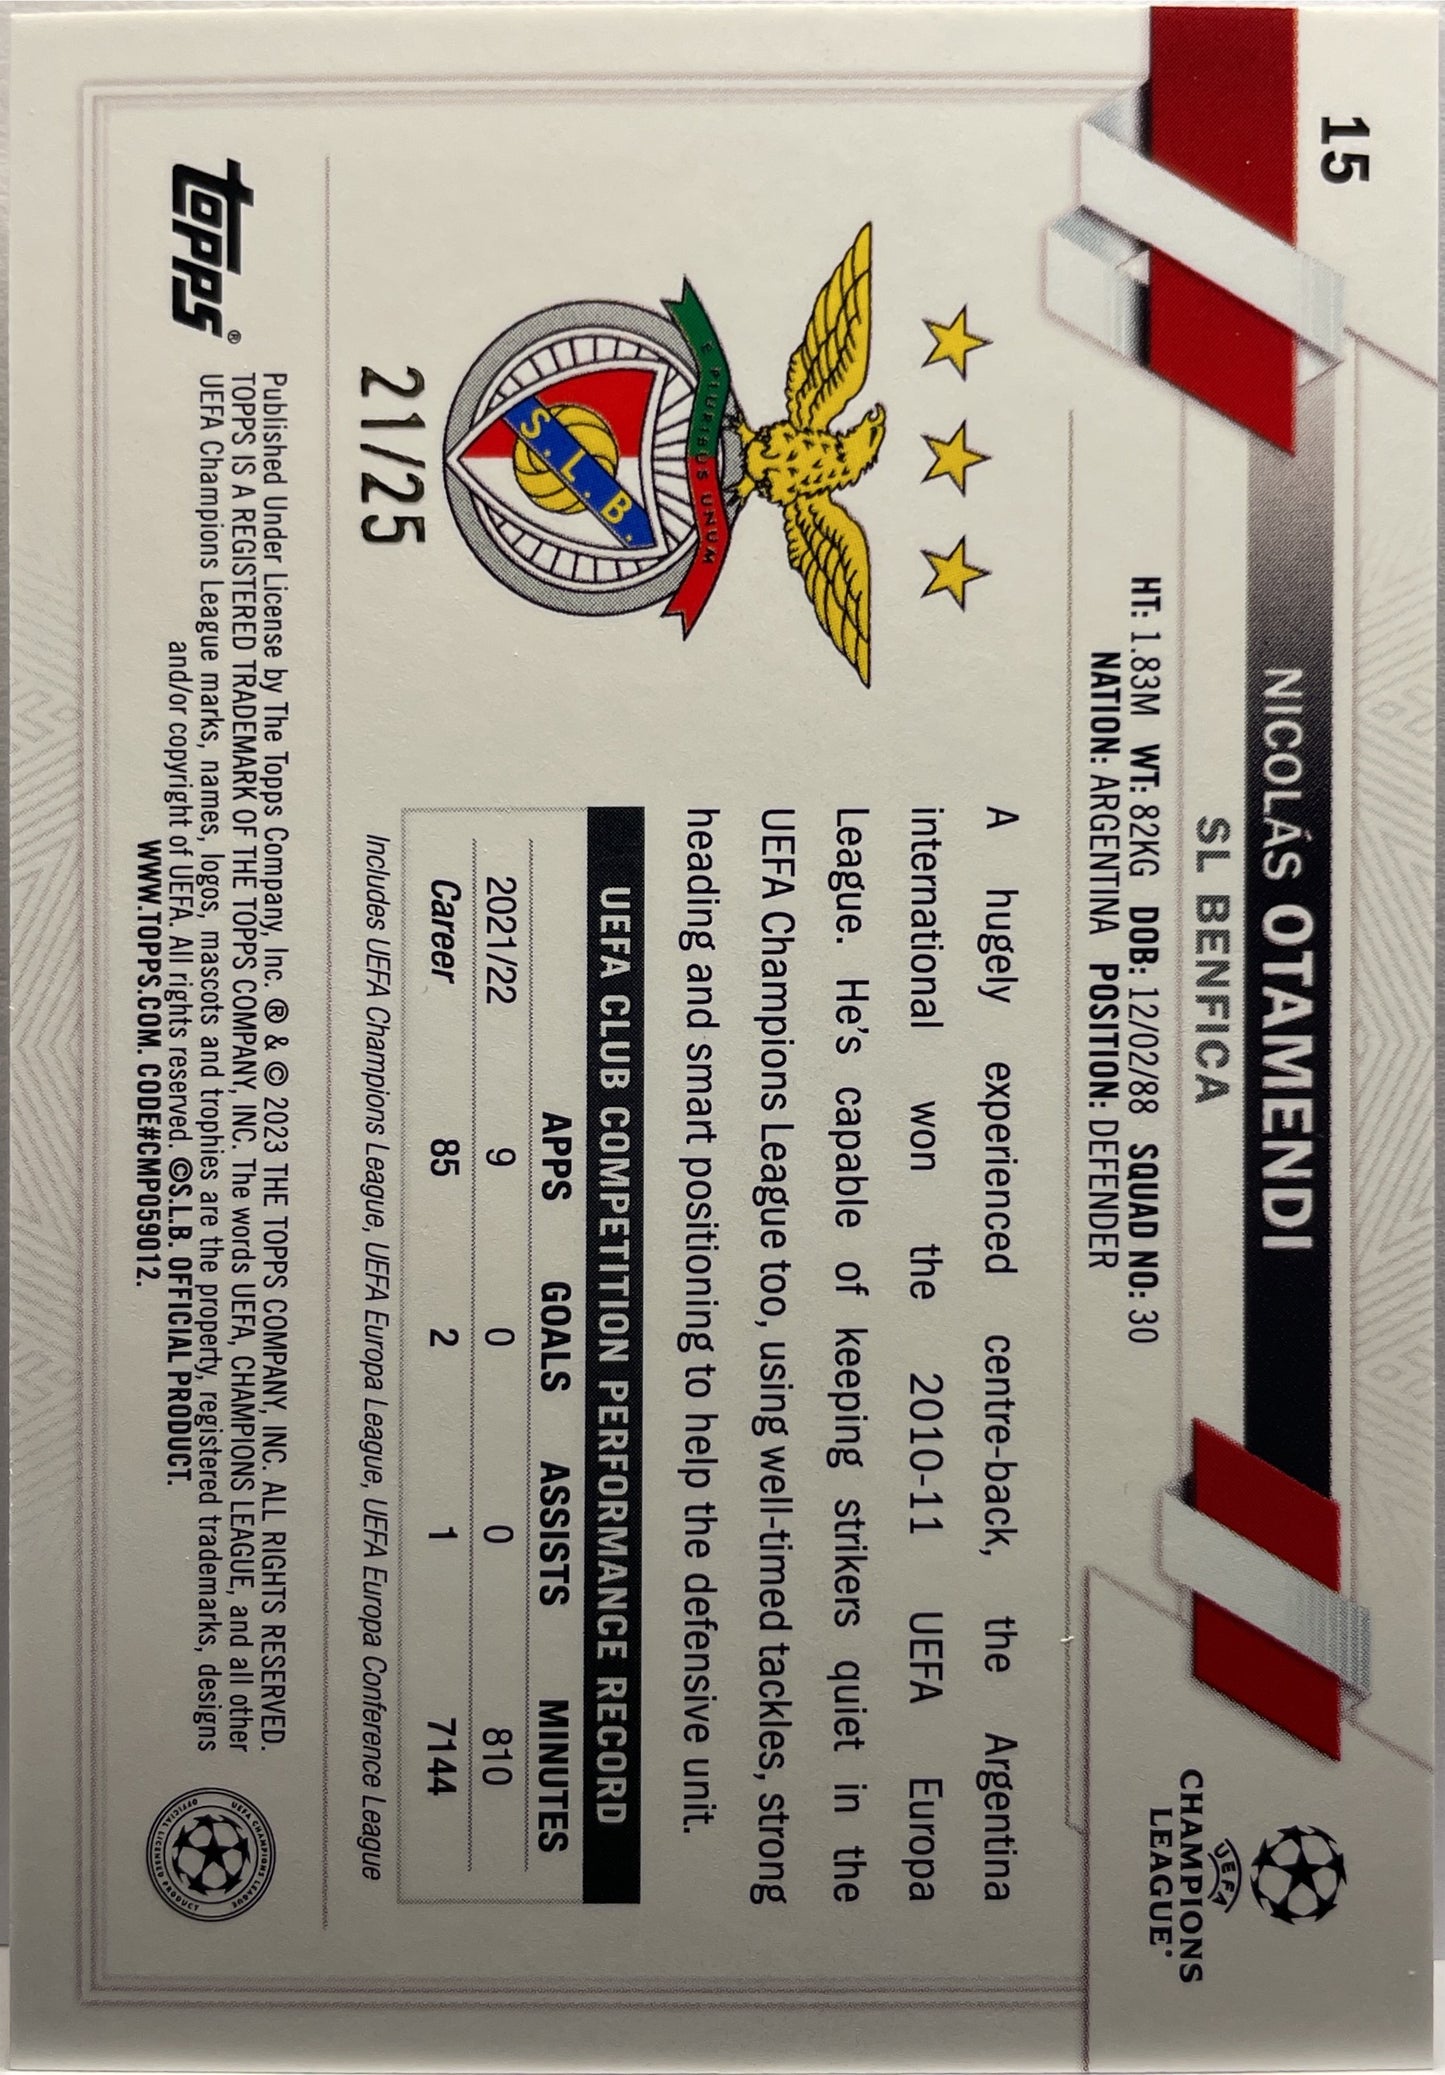 15
NICOLÁS OTAMENDI
SL BENFICA
HT: 1.83M WT: 82KG DOB: 12/02/88 SQUAD NO: 30
NATION: ARGENTINA POSITION: DEFENDER
UEFA
CHAMPIONS
LEAGUE®
E PLURIBUS UNUM
S.L.B.
21/25
A hugely experienced centre-back, the Argentina
international won the 2010-11 UEFA Europa
League. He's capable of keeping strikers quiet in the
UEFA Champions League too, using well-timed tackles, strong
heading and smart positioning to help the defensive unit.
UEFA CLUB COMPETITION PERFORMANCE RECORD
APPS GOALS ASSISTS MINUTES
2021/22 9 0 0 810
Career 85 2 1 7144
Includes UEFA Champions League, UEFA Europa League, UEFA Europa Conference League
Topps®
Published Under License by The Topps Company, Inc. ® & © 2023 THE TOPPS COMPANY, INC. ALL RIGHTS RESERVED.
TOPPS IS A REGISTERED TRADEMARK OF THE TOPPS COMPANY, INC. The words UEFA, CHAMPIONS LEAGUE, and all other
UEFA Champions League marks, names, logos, mascots and trophies are the property, registered trademarks, designs
and/or copyright of UEFA. All rights reserved. ©S.L.B. OFFICIAL PRODUCT.
WWW.TOPPS.COM. CODE#CMP059012.
UEFA CHAMPIONS LEAGUE
OFFICIAL LICENSED PRODUCT